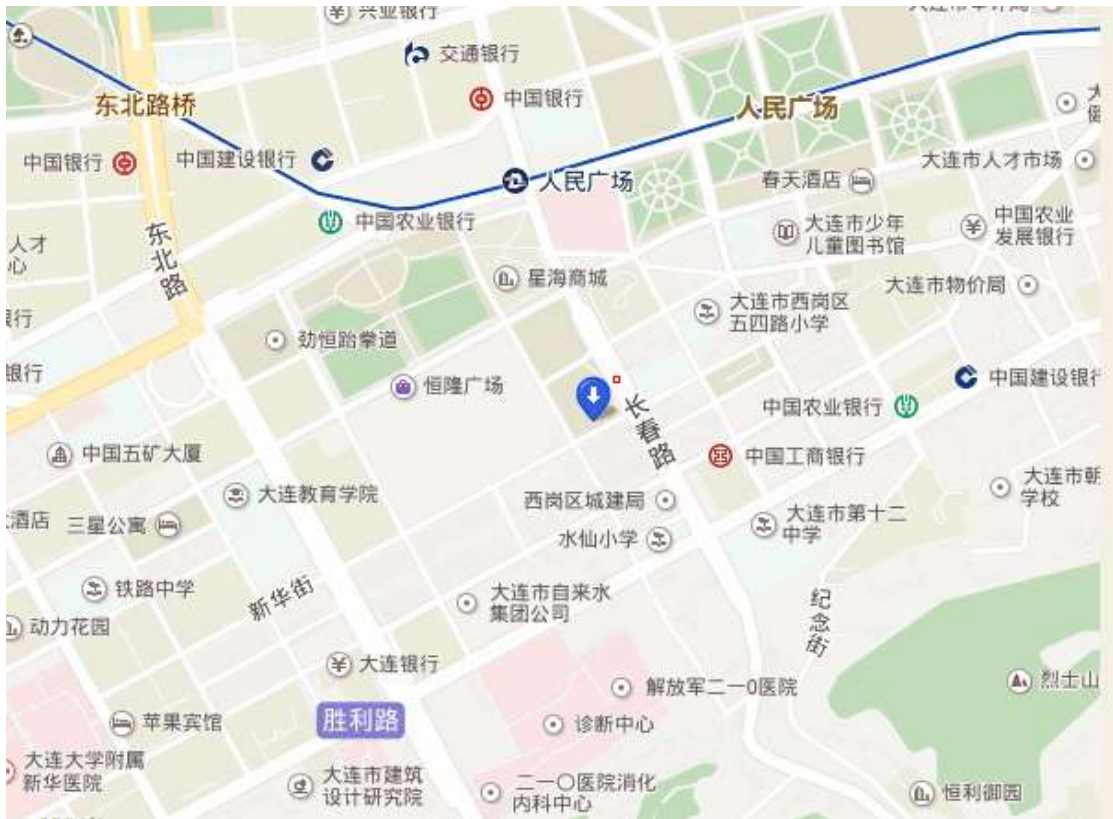 兴业银行
交通银行
中国银行
东北路桥
人民广场
中国银行
中国建设银行
人民广场
大连市人才市场
春天酒店
中国农业银行
大连市少年
儿童图书馆
中国农业
发展银行
人才
心
东北路
星海商城
大连市物价局
大连市西岗区
五四路小学
银行
劲恒跆拳道
银行
恒隆广场
中国建设银行
长春路
中国农业银行
中国五矿大厦
中国工商银行
大连教育学院
西岗区城建局
大连市朝
学校
酒店
三星公寓
水仙小学
大连市第十二
中学
铁路中学
新华街
大连市自来水
集团公司
纪念街
动力花园
大连银行
解放军二一0医院
烈士山
苹果宾馆
胜利路
诊断中心
大连大学附属
新华医院
大连市建筑
设计研究院
二一〇医院消化
内科中心
恒利御园